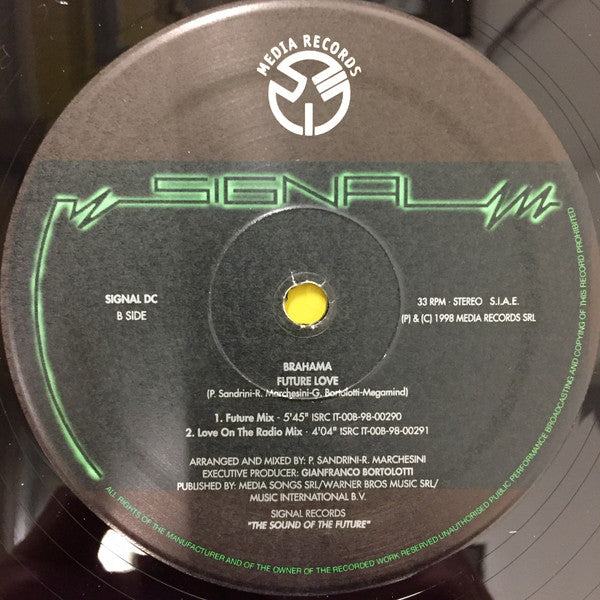 MEDIA RECORDS
SIGNAL
SIGNAL DC
B SIDE
33 RPM - STEREO S.I.A.E.
(P) & (C) 1998 MEDIA RECORDS SRL
BRAHAMA
FUTURE LOVE
(P. Sandrini-R. Marchesini-G. Bortolotti-Megamind)
1. Future Mix - 5'45" ISRC IT-00B-98-00290
2. Love On The Radio Mix - 4'04" ISRC IT-00B-98-00291
ARRANGED AND MIXED BY: P. SANDRINI-R. MARCHESINI
EXECUTIVE PRODUCER: GIANFRANCO BORTOLOTTI
PUBLISHED BY: MEDIA SONGS SRL/WARNER BROS MUSIC SRL/
MUSIC INTERNATIONAL B.V.
SIGNAL RECORDS
"THE SOUND OF THE FUTURE"
ALL RIGHTS OF THE MANUFACTURER AND OF THE OWNER OF THE RECORDED WORK RESERVED UNAUTHORISED PUBLIC PERFORMANCE BROADCASTING AND COPYING OF THIS RECORD PROHIBITED